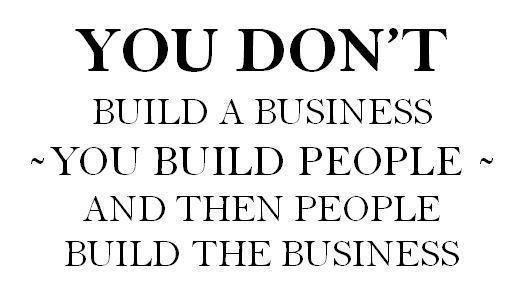 YOU DON’T
BUILD A BUSINESS
~YOU BUILD PEOPLE ~
AND THEN PEOPLE
BUILD THE BUSINESS